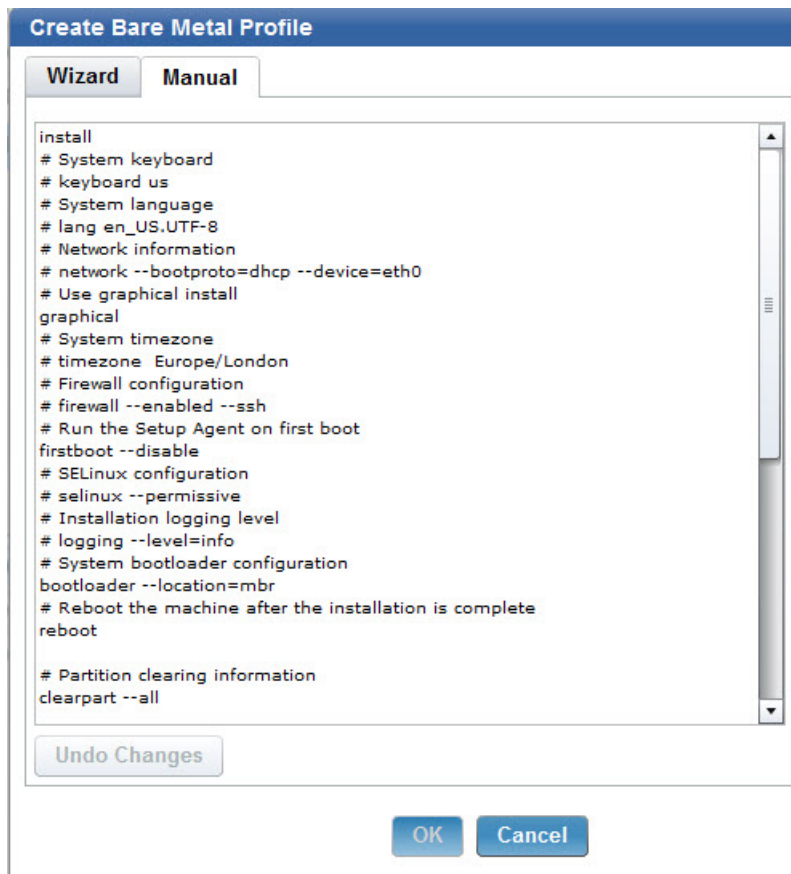 Create Bare Metal Profile
Wizard
Manual
install
# System keyboard
# keyboard us
# System language
# lang en_US.UTF-8
# Network information
# network --bootproto=dhcp --device=eth0
# Use graphical install
graphical
# System timezone
# timezone  Europe/London
# Firewall configuration
# firewall --enabled --ssh
# Run the Setup Agent on first boot
firstboot --disable
# SELinux configuration
# selinux --permissive
# Installation logging level
# logging --level=info
# System bootloader configuration
bootloader --location=mbr
# Reboot the machine after the installation is complete
reboot
# Partition clearing information
clearpart --all
Undo Changes
OK
Cancel